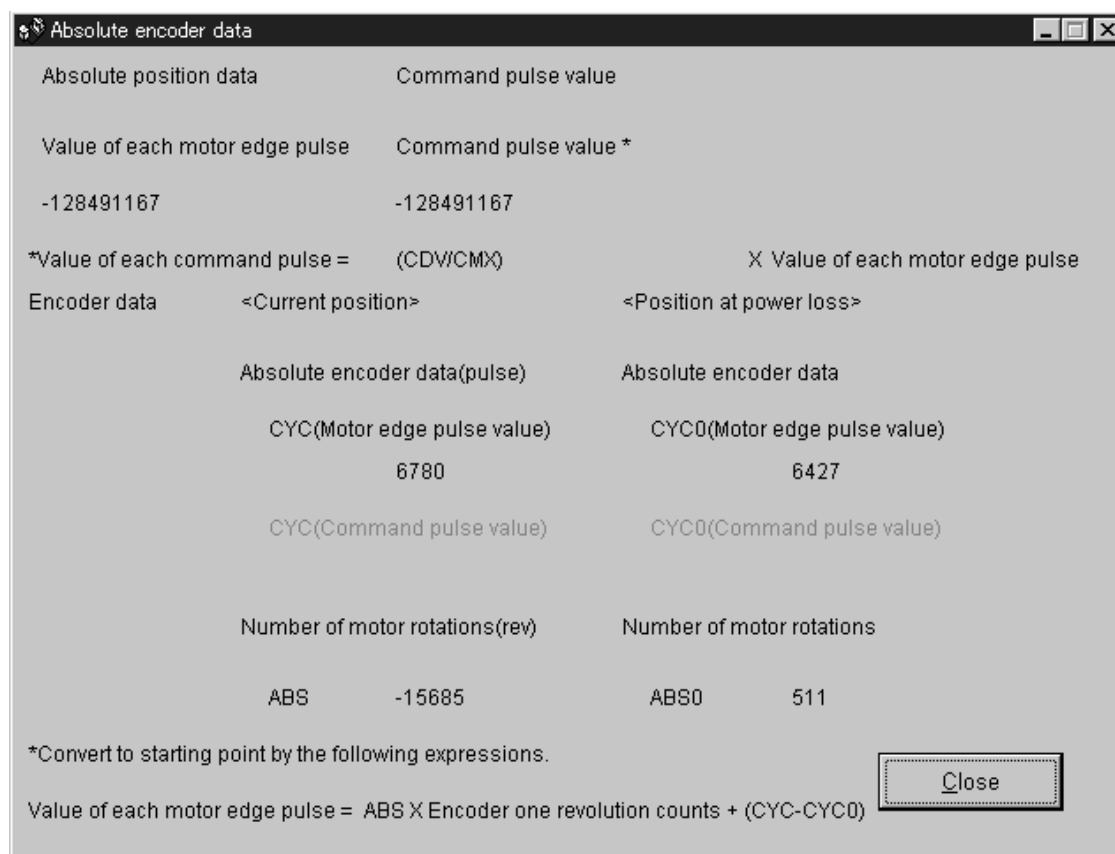 Absolute encoder data
Absolute position data Command pulse value
Value of each motor edge pulse Command pulse value *
-128491167 -128491167
*Value of each command pulse = (CDV/CMX) X Value of each motor edge pulse
Encoder data <Current position> <Position at power loss>
Absolute encoder data(pulse) Absolute encoder data
CYC(Motor edge pulse value) CYC0(Motor edge pulse value)
6780 6427
CYC(Command pulse value) CYC0(Command pulse value)
Number of motor rotations(rev) Number of motor rotations
ABS -15685 ABS0 511
*Convert to starting point by the following expressions.
Close
Value of each motor edge pulse = ABS X Encoder one revolution counts + (CYC-CYC0)